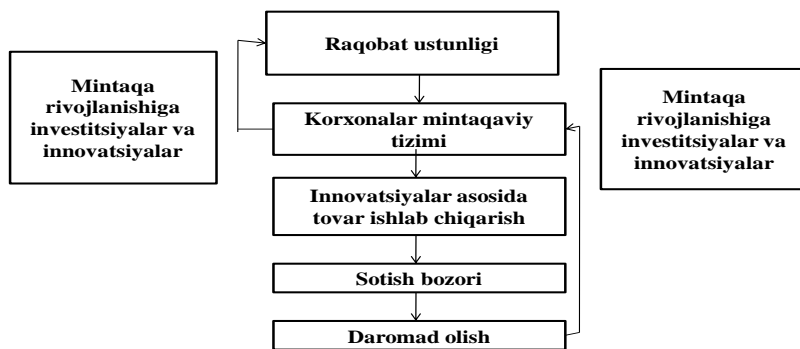 Raqobat ustunligi
Mintaqa
rivojlanishiga
investitsiyalar va
innovatsiyalar
Korxonalar mintaqaviy
tizimi
Mintaqa
rivojlanishiga
investitsiyalar va
innovatsiyalar
Innovatsiyalar asosida
tovar ishlab chiqarish
Sotish bozori
Daromad olish